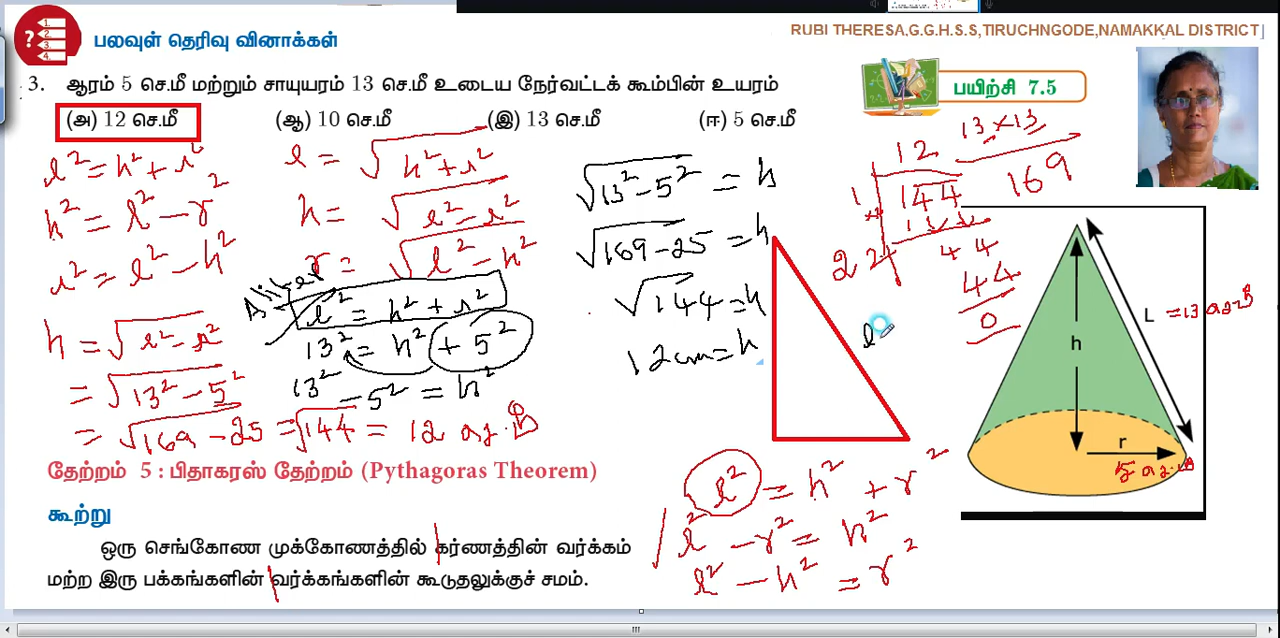 RUBI THERESA,G.G.H.S.S,TIRUCHNGODE,NAMAKKAL DISTRICT
பலவுள் தெரிவு வினாக்கள்
3. ஆரம் 5 செ.மீ மற்றும் சாயுயரம் 13 செ.மீ உடைய நேர்வட்டக் கூம்பின் உயரம்
பயிற்சி 7.5
(அ) 12 செ.மீ (ஆ) 10 செ.மீ (இ) 13 செ.மீ (ஈ) 5 செ.மீ
l² = h² + r²
h² = l² - r²
r² = l² - h²
h = √l² - r²
= √13² - 5²
= √169 - 25 = √144 = 12 செ.மீ
l = √h² + r²
h = √l² - r²
r = √l² - h²
l² = h² + r²
13² = h² + 5²
13² - 5² = h²
√13² - 5² = h
√169 - 25 = h
√144 = h
12 cm = h
13 × 13
169
12
1 144
1
22 44
44
0
l
h
L = 13 செ.மீ
r
5 செ.மீ
தேற்றம் 5 : பிதாகரஸ் தேற்றம் (Pythagoras Theorem)
கூற்று
ஒரு செங்கோண முக்கோணத்தில் கர்ணத்தின் வர்க்கம்
மற்ற இரு பக்கங்களின் வர்க்கங்களின் கூடுதலுக்குச் சமம்.
l² = h² + r²
l² - r² = h²
l² - h² = r²